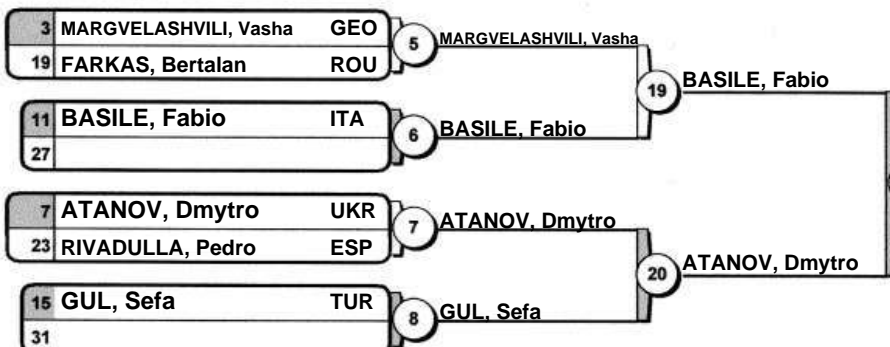 3 MARGVELASHVILI, Vasha GEO
19 FARKAS, Bertalan ROU
5 MARGVELASHVILI, Vasha
11 BASILE, Fabio ITA
27
6 BASILE, Fabio
19 BASILE, Fabio
7 ATANOV, Dmytro UKR
23 RIVADULLA, Pedro ESP
7 ATANOV, Dmytro
15 GUL, Sefa TUR
31
8 GUL, Sefa
20 ATANOV, Dmytro